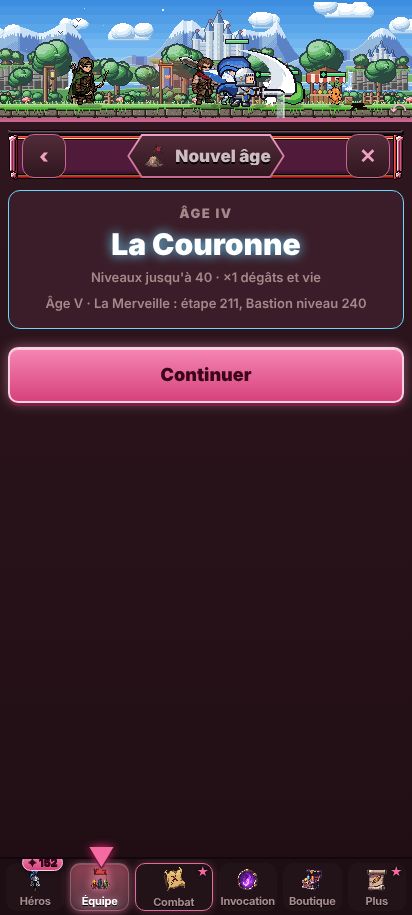 Nouvel âge
ÂGE IV
La Couronne
Niveaux jusqu'à 40 · ×1 dégâts et vie
Âge V · La Merveille : étape 211, Bastion niveau 240
Continuer
162
Héros
Équipe
Combat
Invocation
Boutique
Plus